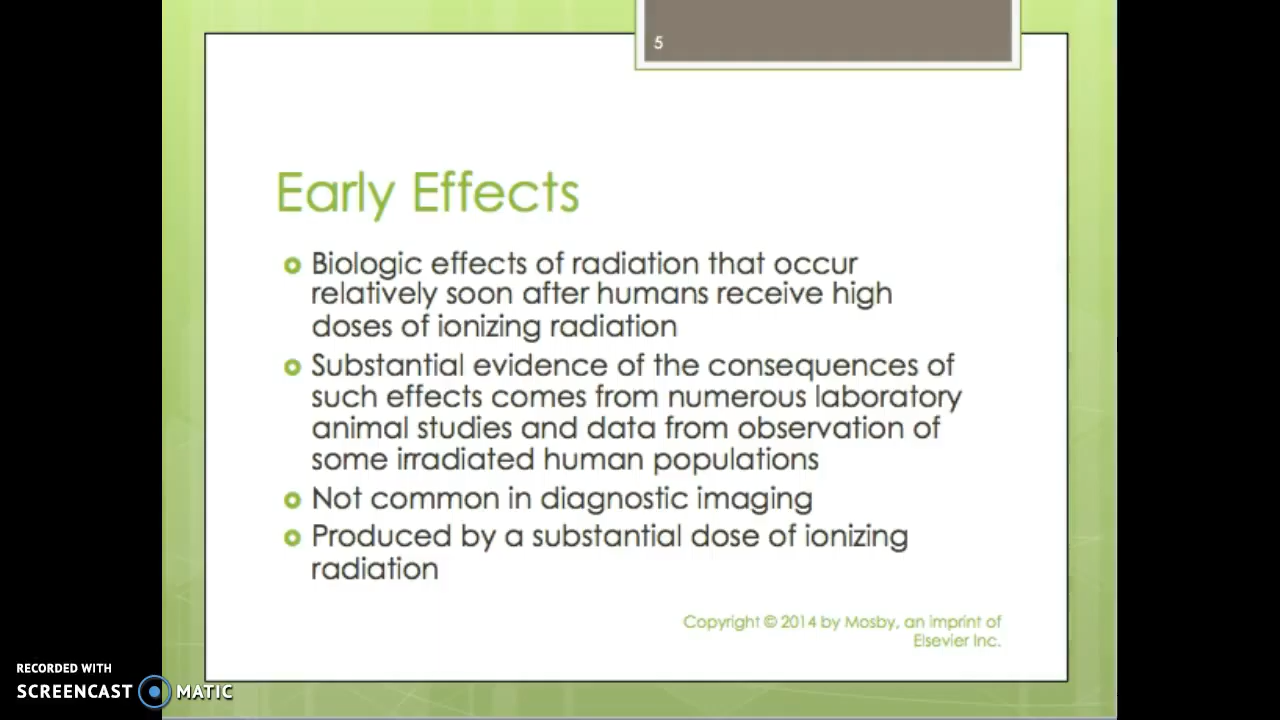 5
Early Effects
Biologic effects of radiation that occur
relatively soon after humans receive high
doses of ionizing radiation
Substantial evidence of the consequences of
such effects comes from numerous laboratory
animal studies and data from observation of
some irradiated human populations
Not common in diagnostic imaging
Produced by a substantial dose of ionizing
radiation
Copyright © 2014 by Mosby, an imprint of
Elsevier Inc.
RECORDED WITH
SCREENCAST MATIC